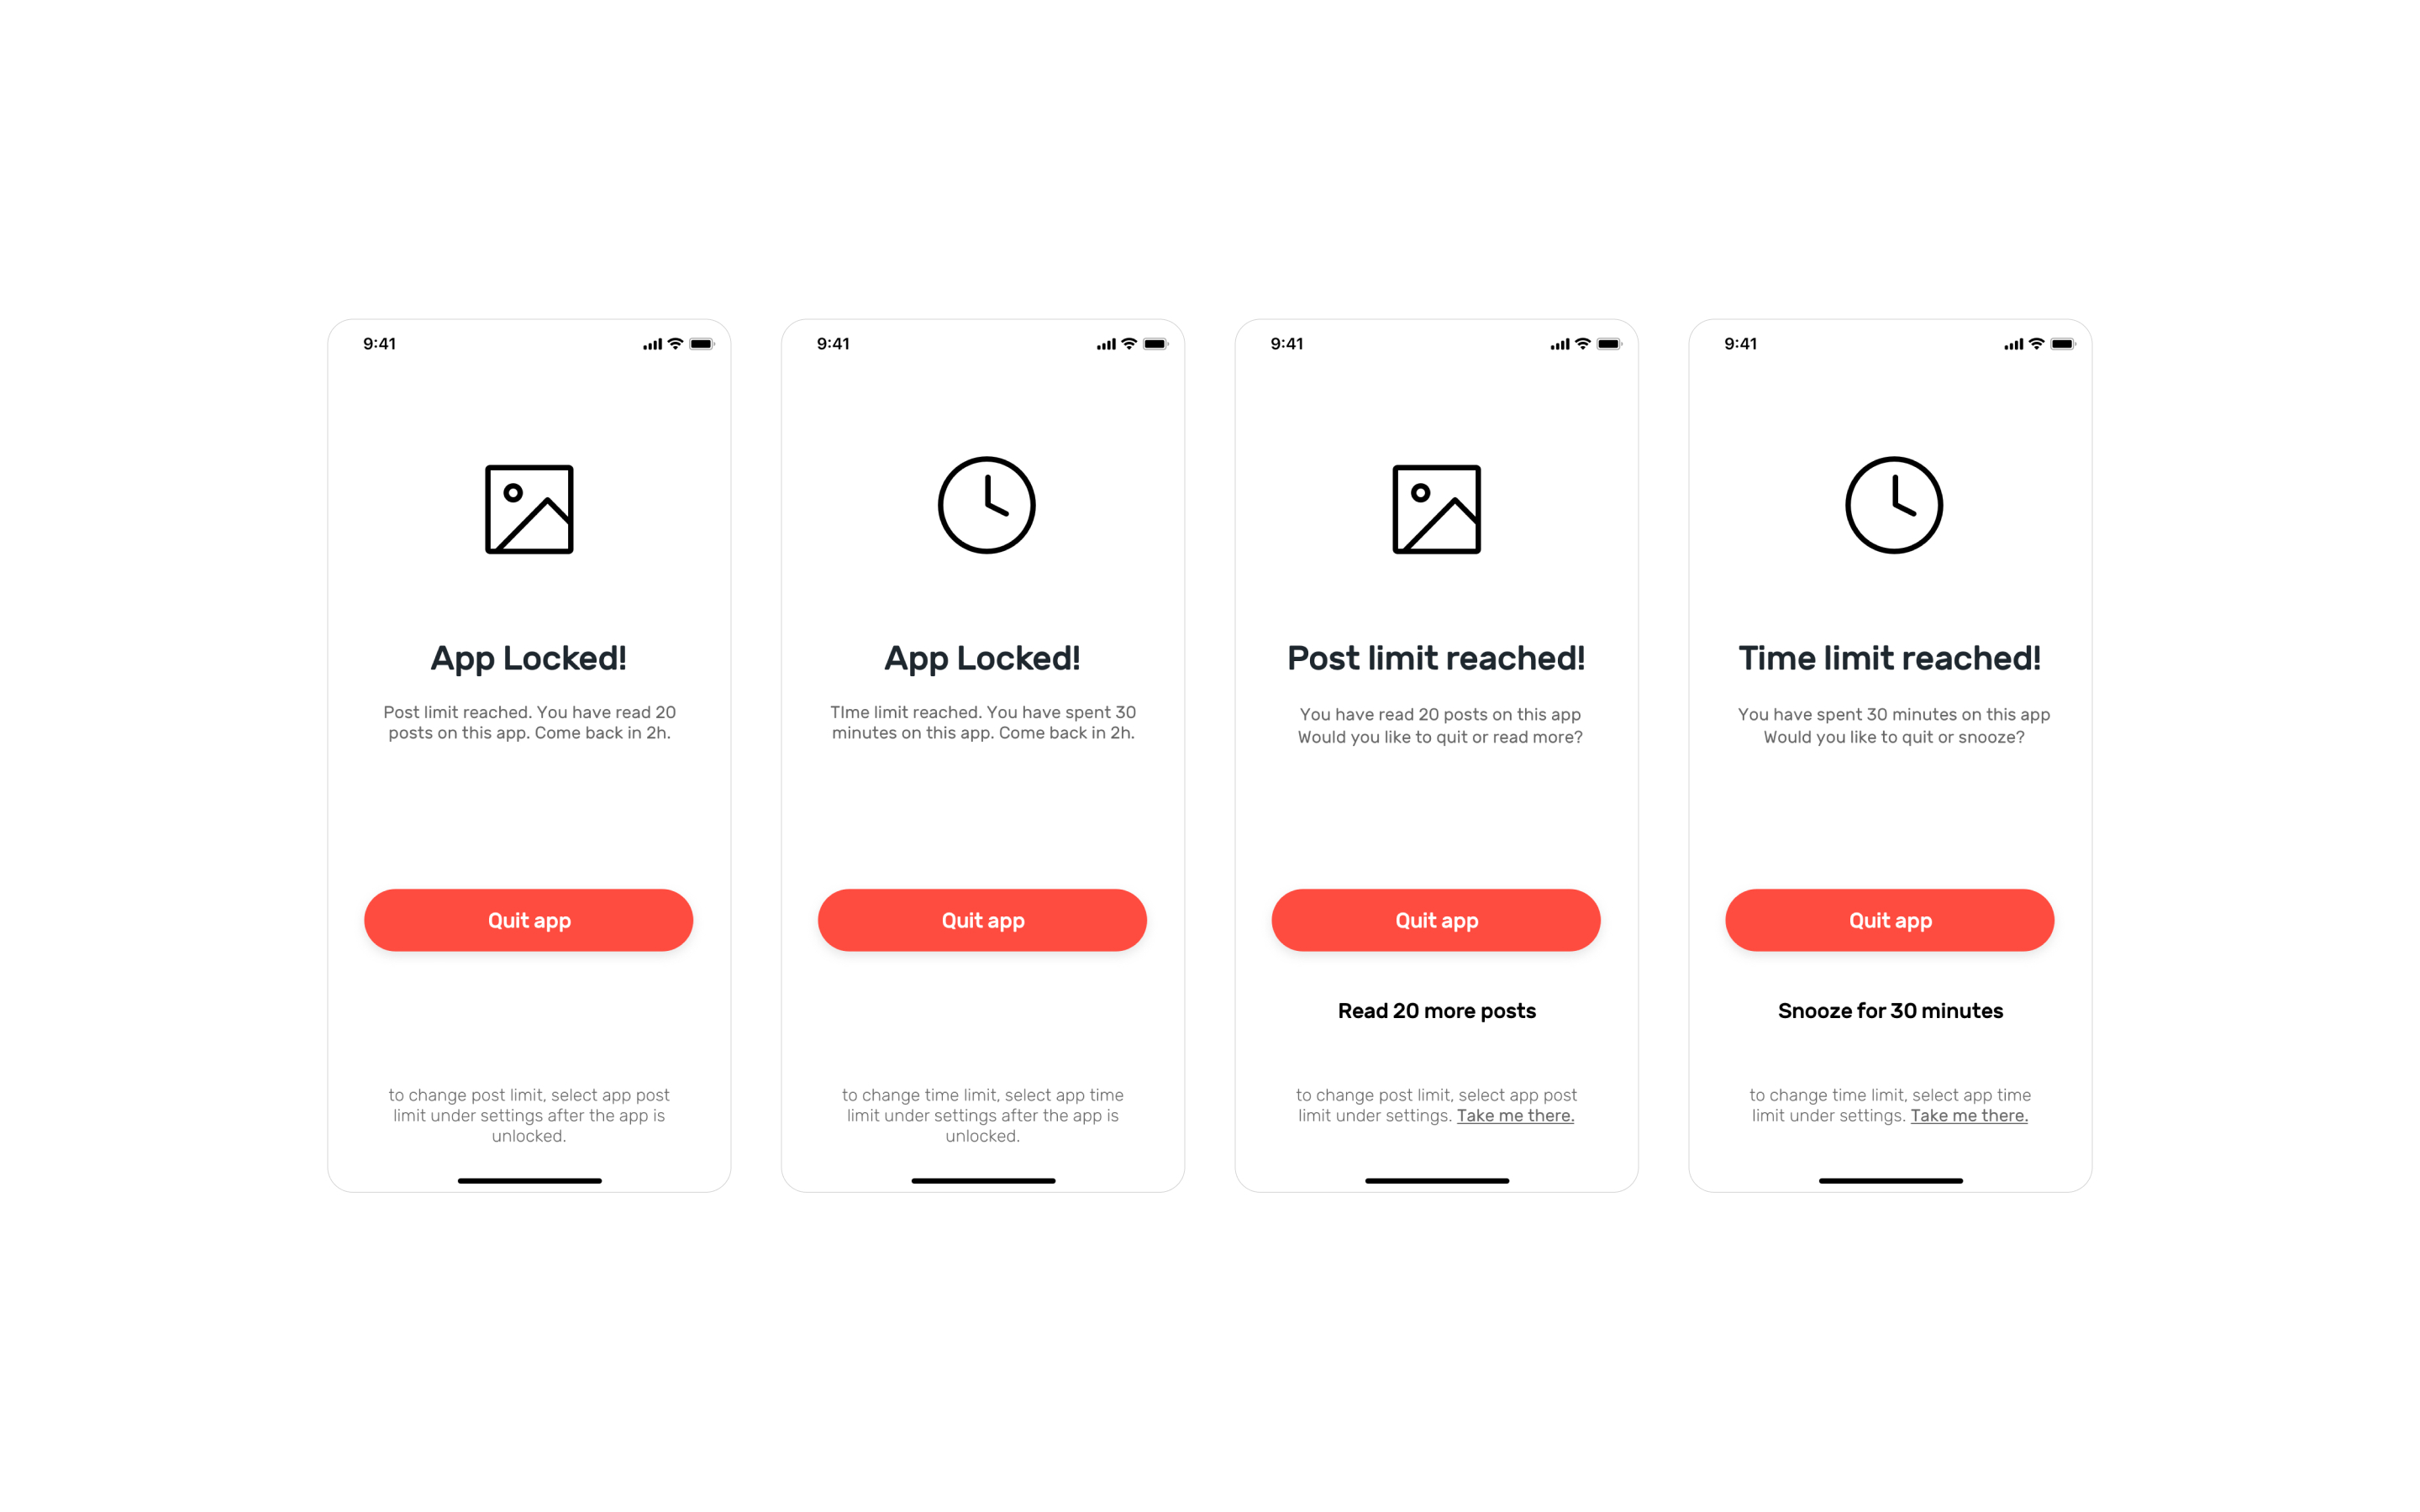 9:41
App Locked!
Post limit reached. You have read 20
posts on this app. Come back in 2h.
Quit app
to change post limit, select app post
limit under settings after the app is
unlocked.
9:41
App Locked!
TIme limit reached. You have spent 30
minutes on this app. Come back in 2h.
Quit app
to change time limit, select app time
limit under settings after the app is
unlocked.
9:41
Post limit reached!
You have read 20 posts on this app
Would you like to quit or read more?
Quit app
Read 20 more posts
to change post limit, select app post
limit under settings. Take me there.
9:41
Time limit reached!
You have spent 30 minutes on this app
Would you like to quit or snooze?
Quit app
Snooze for 30 minutes
to change time limit, select app time
limit under settings. Take me there.